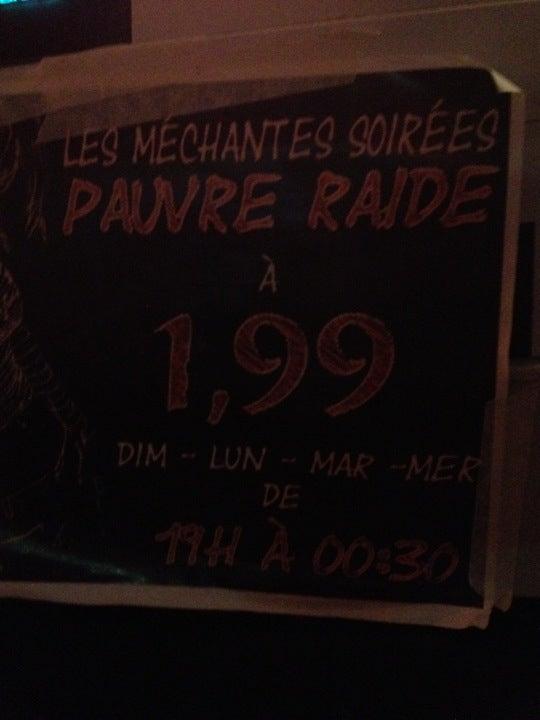 LES MÉCHANTES SOIRÉES
PAUVRE RAIDE
À
1,99
DIM - LUN - MAR - MER
DE
19H À 00:30